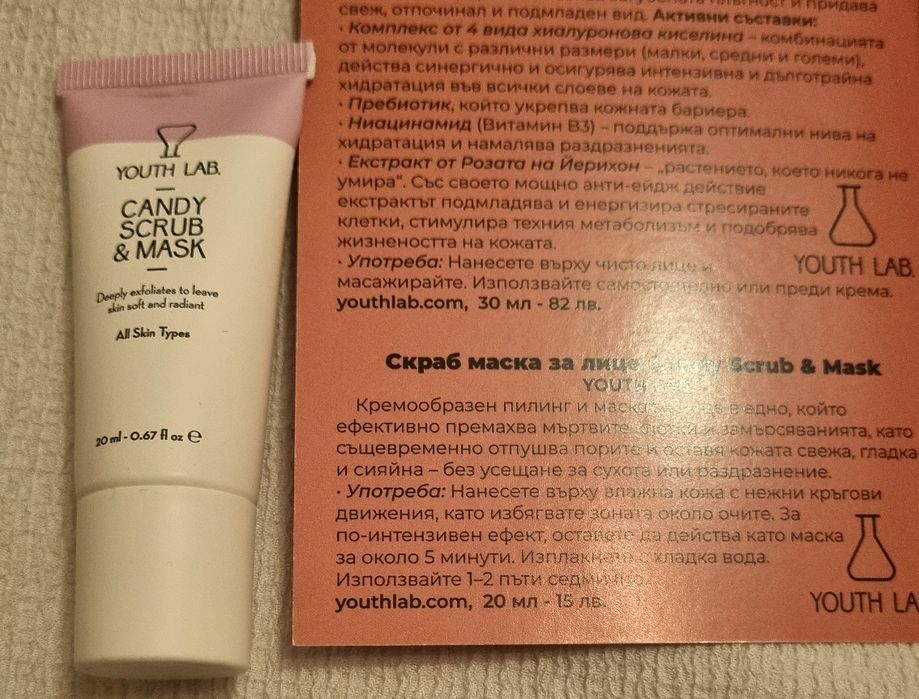 YOUTH LAB.
CANDY
SCRUB
& MASK
Deeply exfoliates to leave
skin soft and radiant
All Skin Types
20 ml - 0.67 fl oz ℮
плътност и придава
свеж, отпочинал и подмладен вид. Активни съставки:
· Комплекс от 4 вида хиалуронова киселина – комбинацията
от молекули с различни размери (малки, средни и големи),
действа синергично и осигурява интензивна и дълготрайна
хидратация във всички слоеве на кожата.
· Пребиотик, който укрепва кожната бариера.
· Ниацинамид (Витамин B3) – поддържа оптимални нива на
хидратация и намалява раздразненията.
· Екстракт от Розата на Йерихон – „растението, което никога не
умира“. Със своето мощно анти-ейдж действие
екстрактът подмладява и енергизира стресираните
клетки, стимулира техния метаболизъм и подобрява
жизнеността на кожата.
· Употреба: Нанесете върху чисто лице и
масажирайте. Използвайте самостоятелно или преди крема.
youthlab.com, 30 мл - 82 лв.
YOUTH LAB.
Скраб маска за лице Candy Scrub & Mask
YOUTH LAB.
Кремообразен пилинг и маска за лице в едно, който
ефективно премахва мъртвите клетки и замърсяванията, като
същевременно отпушва порите и оставя кожата свежа, гладка
и сияйна – без усещане за сухота или раздразнение.
· Употреба: Нанесете върху влажна кожа с нежни кръгови
движения, като избягвате зоната около очите. За
по-интензивен ефект, оставете да действа като маска
за около 5 минути. Изплакнете с хладка вода.
Използвайте 1–2 пъти седмично.
youthlab.com, 20 мл - 15 лв.
YOUTH LA